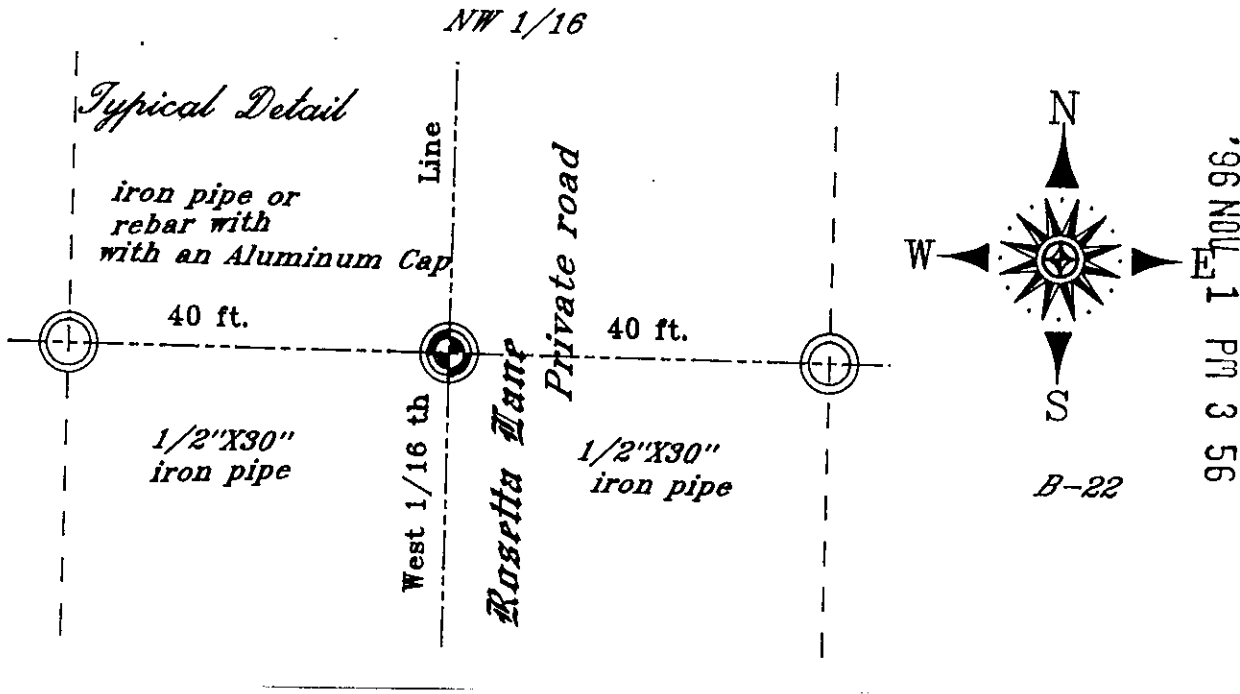 NW 1/16
Typical Detail
Line
iron pipe or
rebar with
with an Aluminum Cap
Private road
40 ft.
40 ft.
West 1/16 th
Rosetta Lane
1/2"X30"
iron pipe
1/2"X30"
iron pipe
N
W
E
S
B-22
'96 NOV 1 PM 3 56